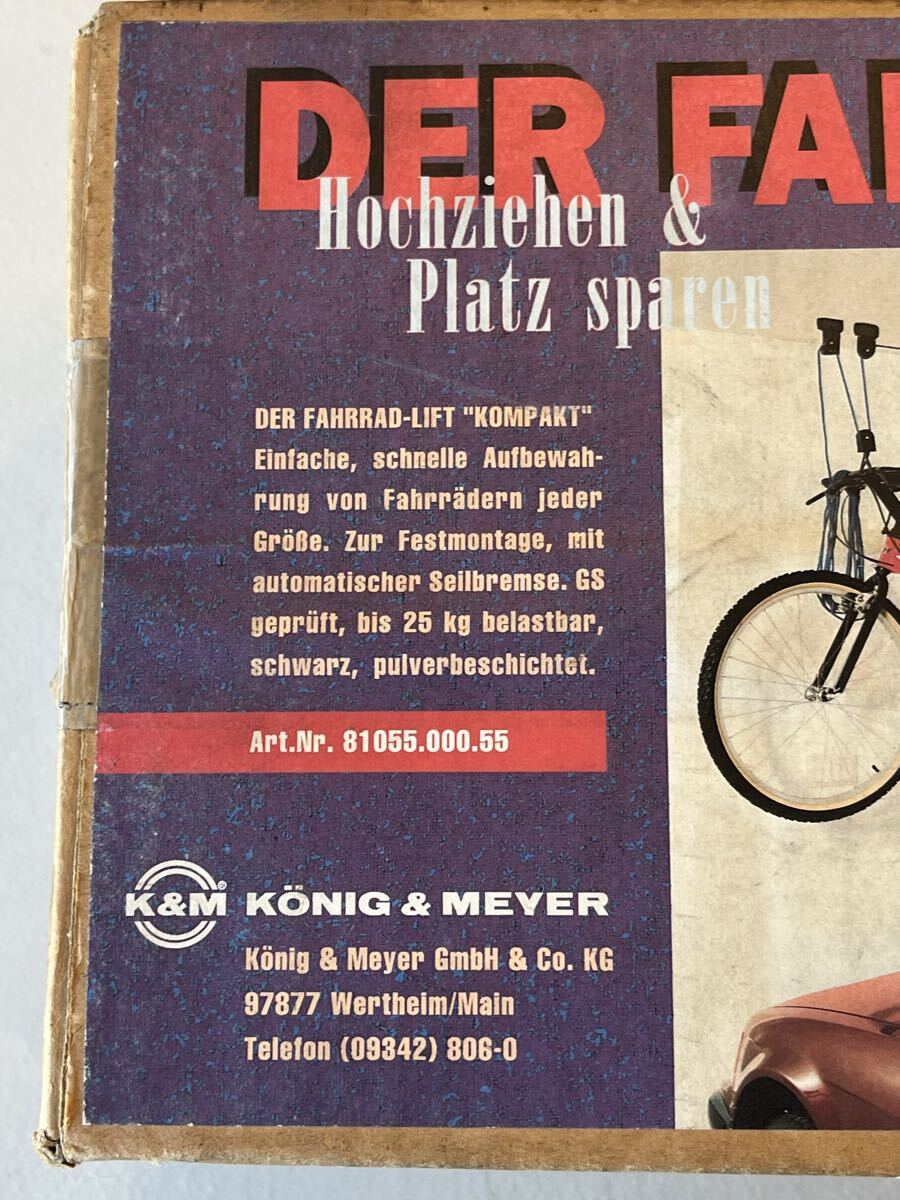 DER FA
Hochziehen &
Platz sparen
DER FAHRRAD-LIFT "KOMPAKT"
Einfache, schnelle Aufbewah-
rung von Fahrrädern jeder
Größe. Zur Festmontage, mit
automatischer Seilbremse. GS
geprüft, bis 25 kg belastbar,
schwarz, pulverbeschichtet.
Art.Nr. 81055.000.55
K&M® KÖNIG & MEYER
König & Meyer GmbH & Co. KG
97877 Wertheim/Main
Telefon (09342) 806-0